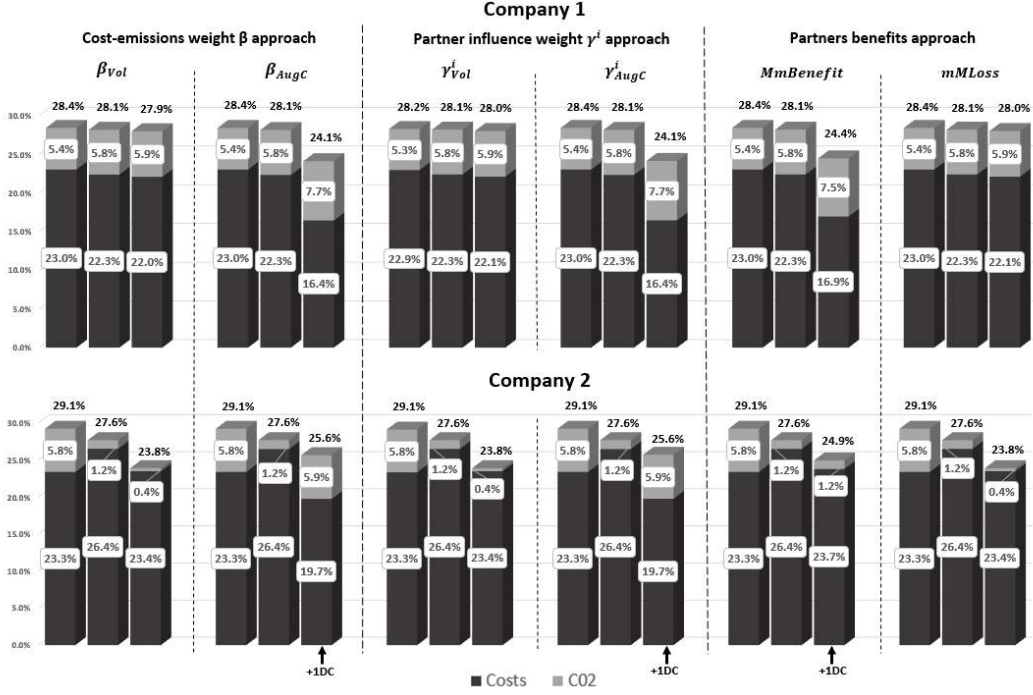 Company 1
Cost-emissions weight β approach
Partner influence weight γ^i approach
Partners benefits approach
β_Vol
β_AugC
γ^i_Vol
γ^i_AugC
MmBenefit
mMLoss
28.4% 28.1% 27.9%
28.4% 28.1% 24.1%
28.2% 28.1% 28.0%
28.4% 28.1% 24.1%
28.4% 28.1% 24.4%
28.4% 28.1% 28.0%
30.0%
25.0%
20.0%
15.0%
10.0%
5.0%
0.0%
5.4% 5.8% 5.9%
5.4% 5.8% 7.7%
5.3% 5.8% 5.9%
5.4% 5.8% 7.7%
5.4% 5.8% 7.5%
5.4% 5.8% 5.9%
23.0% 22.3% 22.0%
23.0% 22.3% 16.4%
22.9% 22.3% 22.1%
23.0% 22.3% 16.4%
23.0% 22.3% 16.9%
23.0% 22.3% 22.1%
Company 2
29.1% 27.6% 23.8%
29.1% 27.6% 25.6%
29.1% 27.6% 23.8%
29.1% 27.6% 25.6%
29.1% 27.6% 24.9%
29.1% 27.6% 23.8%
30.0%
25.0%
20.0%
15.0%
10.0%
5.0%
0.0%
5.8% 1.2% 0.4%
5.8% 1.2% 5.9%
5.8% 1.2% 0.4%
5.8% 1.2% 5.9%
5.8% 1.2% 1.2%
5.8% 1.2% 0.4%
23.3% 26.4% 23.4%
23.3% 26.4% 19.7%
23.3% 26.4% 23.4%
23.3% 26.4% 19.7%
23.3% 26.4% 23.7%
23.3% 26.4% 23.4%
+1DC
+1DC
+1DC
Costs
C02